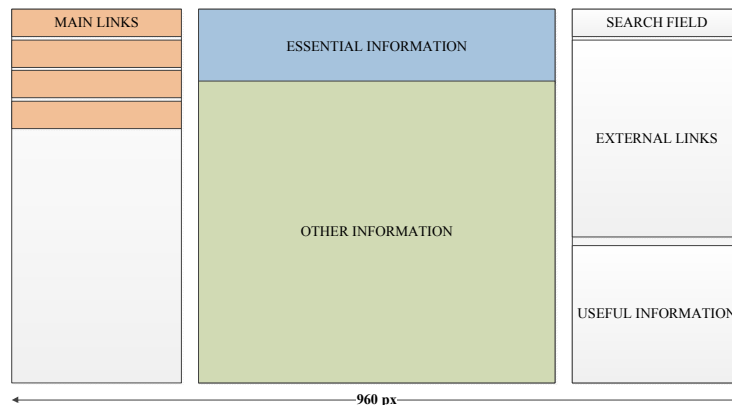 MAIN LINKS
ESSENTIAL INFORMATION
SEARCH FIELD
EXTERNAL LINKS
OTHER INFORMATION
USEFUL INFORMATION
960 px